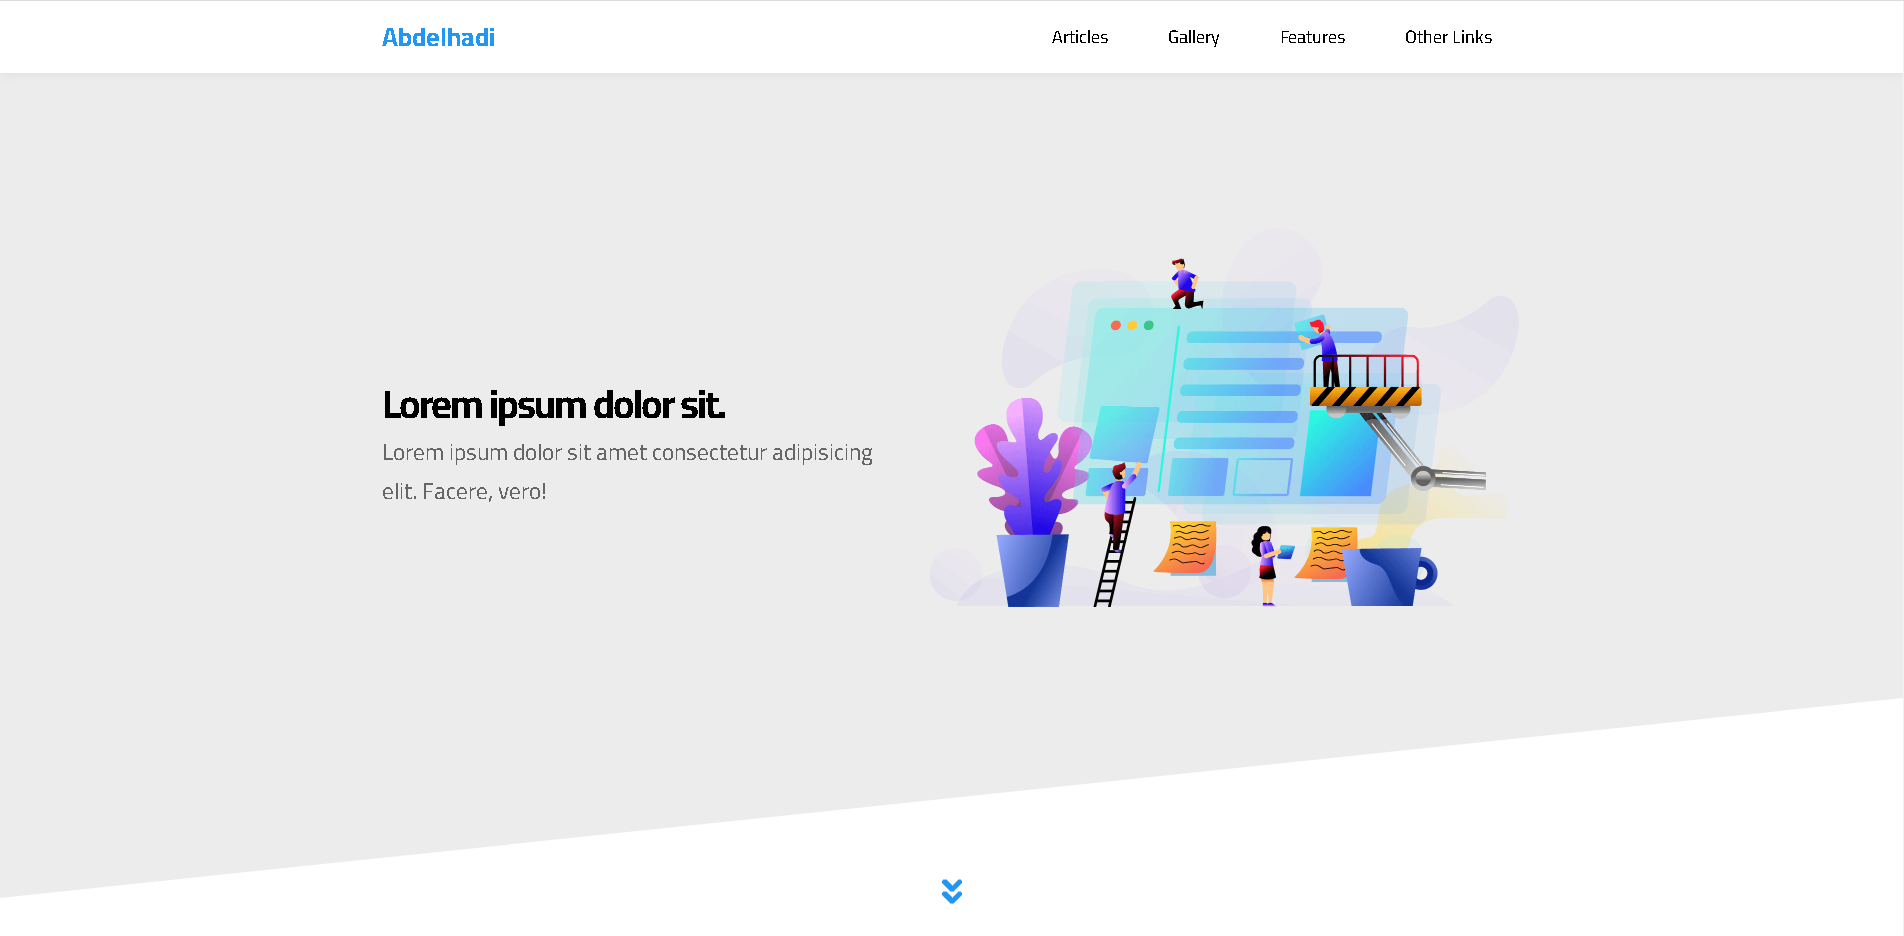 Abdelhadi
Articles Gallery Features Other Links
Lorem ipsum dolor sit.
Lorem ipsum dolor sit amet consectetur adipisicing
elit. Facere, vero!